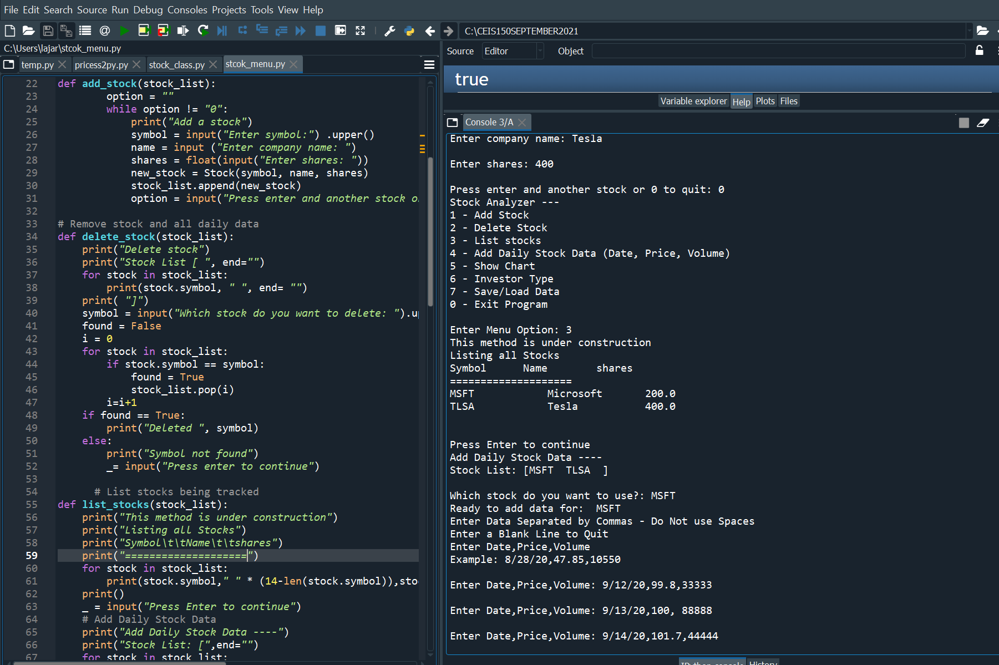 File Edit Search Source Run Debug Consoles Projects Tools View Help
C:\CEIS150SEPTEMBER2021
C:\Users\lajar\stcok_menu.py
temp.py pricess2py.py stock_class.py stcok_menu.py
22 def add_stock(stock_list):
23 option = ""
24 while option != "0":
25 print("Add a stock")
26 symbol = input("Enter symbol:") .upper()
27 name = input ("Enter company name: ")
28 shares = float(input("Enter shares: "))
29 new_stock = Stock(symbol, name, shares)
30 stock_list.append(new_stock)
31 option = input("Press enter and another stock o
32
33 # Remove stock and all daily data
34 def delete_stock(stock_list):
35 print("Delete stock")
36 print("Stock List [ ", end="")
37 for stock in stock_list:
38 print(stock.symbol, " ", end= "")
39 print( "]")
40 symbol = input("Which stock do you want to delete: ").u
41 found = False
42 i = 0
43 for stock in stock_list:
44 if stock.symbol == symbol:
45 found = True
46 stock_list.pop(i)
47 i=i+1
48 if found == True:
49 print("Deleted ", symbol)
50 else:
51 print("Symbol not found")
52 _= input("Press enter to continue")
53
54 # List stocks being tracked
55 def list_stocks(stock_list):
56 print("This method is under construction")
57 print("Listing all Stocks")
58 print("Symbol\t\tName\t\tshares")
59 print("====================")
60 for stock in stock_list:
61 print(stock.symbol," " * (14-len(stock.symbol)),sto
62 print()
63 _ = input("Press Enter to continue")
64 # Add Daily Stock Data
65 print("Add Daily Stock Data ----")
66 print("Stock List: [",end="")
67 for stock in stock_list:
Source Editor Object
true
Variable explorer Help Plots Files
Console 3/A
Enter company name: Tesla
Enter shares: 400
Press enter and another stock or 0 to quit: 0
Stock Analyzer ---
1 - Add Stock
2 - Delete Stock
3 - List stocks
4 - Add Daily Stock Data (Date, Price, Volume)
5 - Show Chart
6 - Investor Type
7 - Save/Load Data
0 - Exit Program
Enter Menu Option: 3
This method is under construction
Listing all Stocks
Symbol Name shares
====================
MSFT Microsoft 200.0
TLSA Tesla 400.0
Press Enter to continue
Add Daily Stock Data ----
Stock List: [MSFT TLSA ]
Which stock do you want to use?: MSFT
Ready to add data for: MSFT
Enter Data Separated by Commas - Do Not use Spaces
Enter a Blank Line to Quit
Enter Date,Price,Volume
Example: 8/28/20,47.85,10550
Enter Date,Price,Volume: 9/12/20,99.8,33333
Enter Date,Price,Volume: 9/13/20,100, 88888
Enter Date,Price,Volume: 9/14/20,101.7,44444
IPython console History